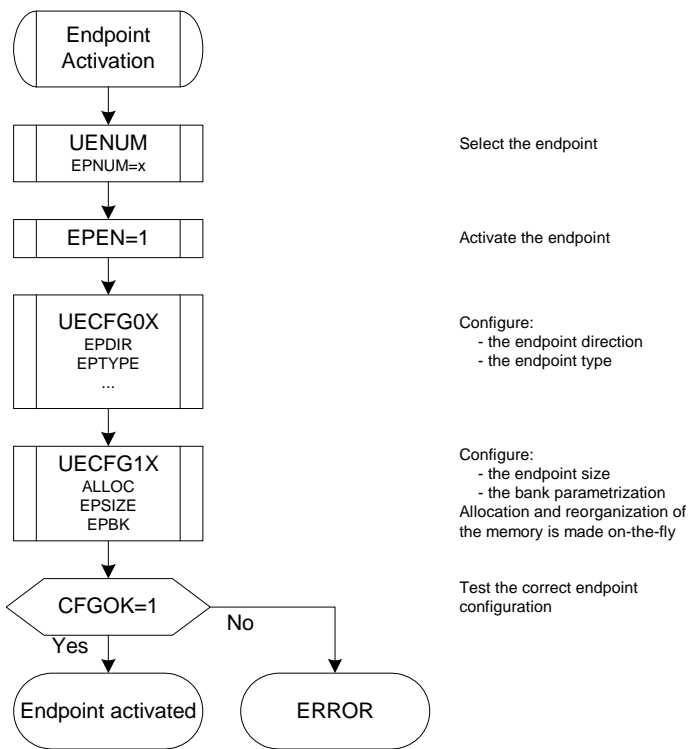 Endpoint
Activation
UENUM
EPNUM=x
Select the endpoint
EPEN=1
Activate the endpoint
UECFG0X
EPDIR
EPTYPE
...
Configure:
- the endpoint direction
- the endpoint type
UECFG1X
ALLOC
EPSIZE
EPBK
Configure:
- the endpoint size
- the bank parametrization
Allocation and reorganization of
the memory is made on-the-fly
CFGOK=1
Test the correct endpoint
configuration
No
Yes
Endpoint activated
ERROR